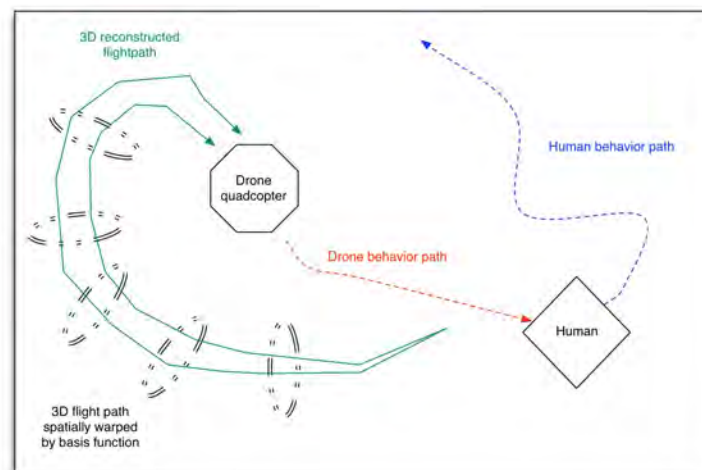 3D reconstructed
flightpath
Drone
quadcopter
Human behavior path
Drone behavior path
Human
3D flight path
spatially warped
by basis function